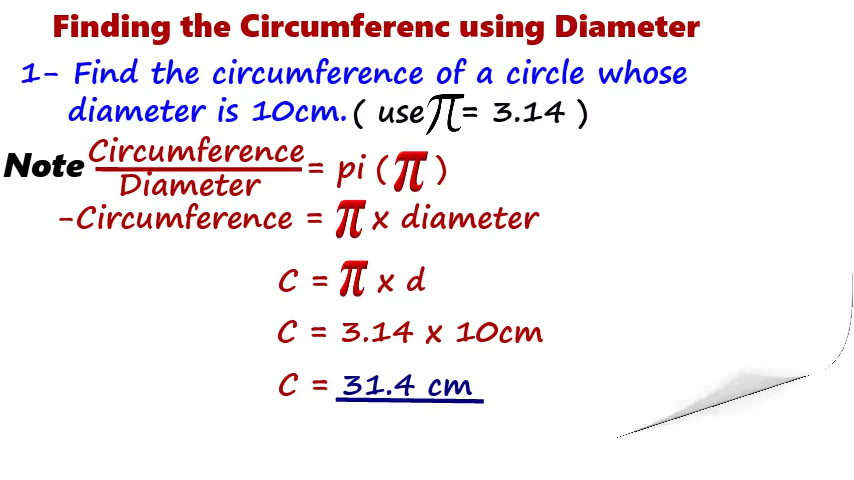 Finding the Circumferenc using Diameter
1- Find the circumference of a circle whose
diameter is 10cm. ( use π = 3.14 )
Note Circumference/Diameter = pi ( π )
-Circumference = π x diameter
C = π x d
C = 3.14 x 10cm
C = 31.4 cm